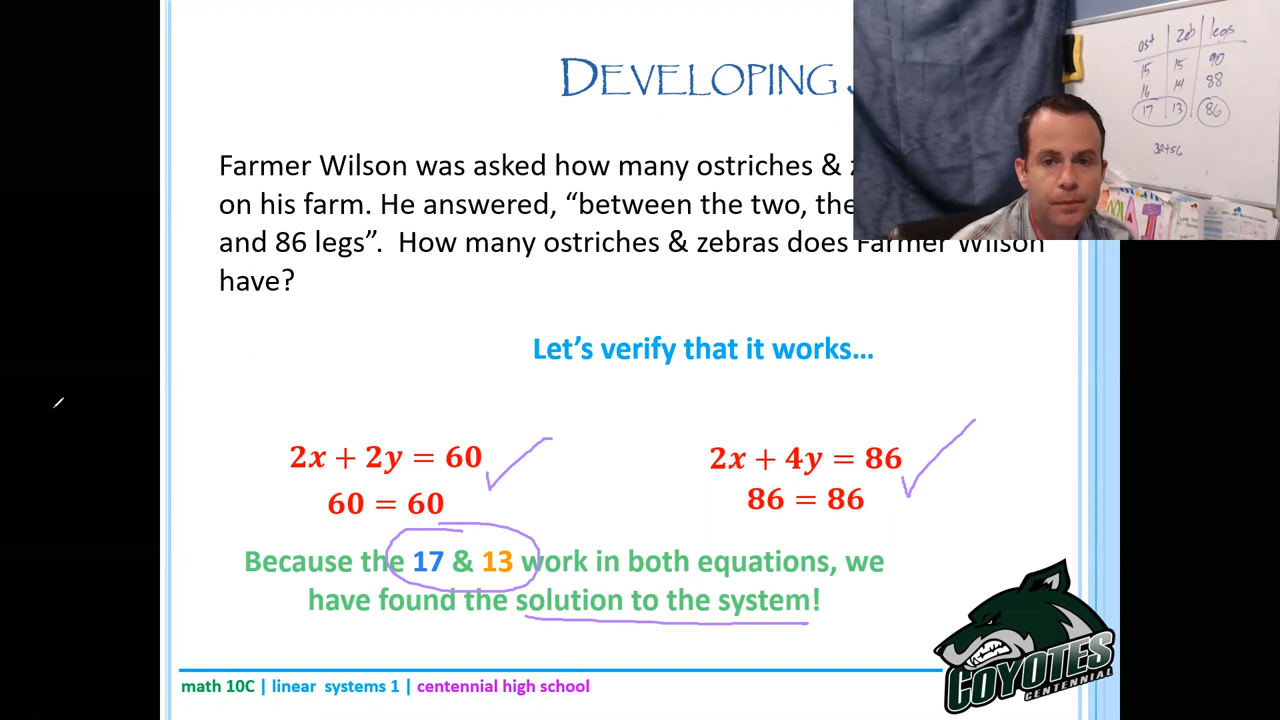 DEVELOPING
Farmer Wilson was asked how many ostriches &
on his farm. He answered, “between the two, the
and 86 legs”. How many ostriches & zebras does Farmer Wilson
have?
Let’s verify that it works…
2x + 2y = 60
60 = 60
2x + 4y = 86
86 = 86
Because the 17 & 13 work in both equations, we
have found the solution to the system!
math 10C | linear systems 1 | centennial high school
COYOTES
CENTENNIAL
ost | Zeb | legs
15 | 15 | 90
16 | 14 | 88
17 | 13 | 86